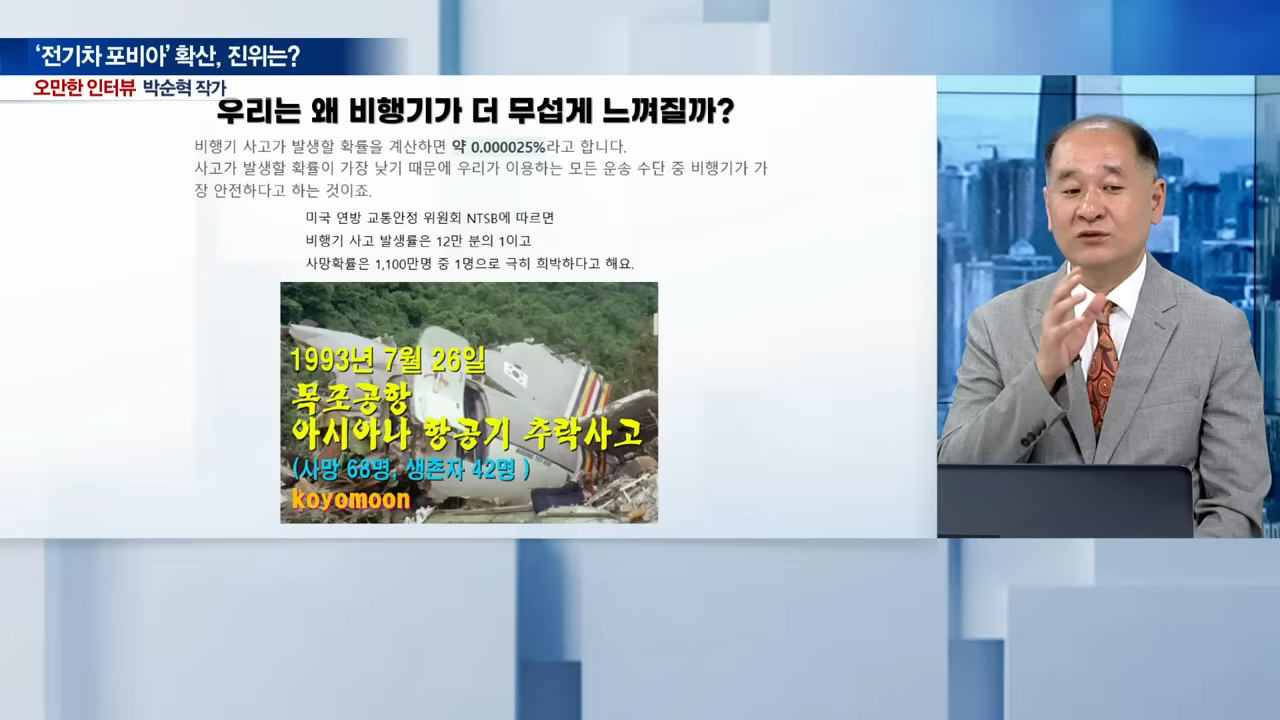 ‘전기차 포비아’ 확산, 진위는?
오만한 인터뷰 박순혁 작가
우리는 왜 비행기가 더 무섭게 느껴질까?
비행기 사고가 발생할 확률을 계산하면 약 0.000025%라고 합니다.
사고가 발생할 확률이 가장 낮기 때문에 우리가 이용하는 모든 운송 수단 중 비행기가 가
장 안전하다고 하는 것이죠.
미국 연방 교통안정 위원회 NTSB에 따르면
비행기 사고 발생률은 12만 분의 1이고
사망확률은 1,100만명 중 1명으로 극히 희박하다고 해요.
1993년 7월 26일
목포공항
아시아나 항공기 추락사고
(사망 68명, 생존자 42명 )
koyomoon